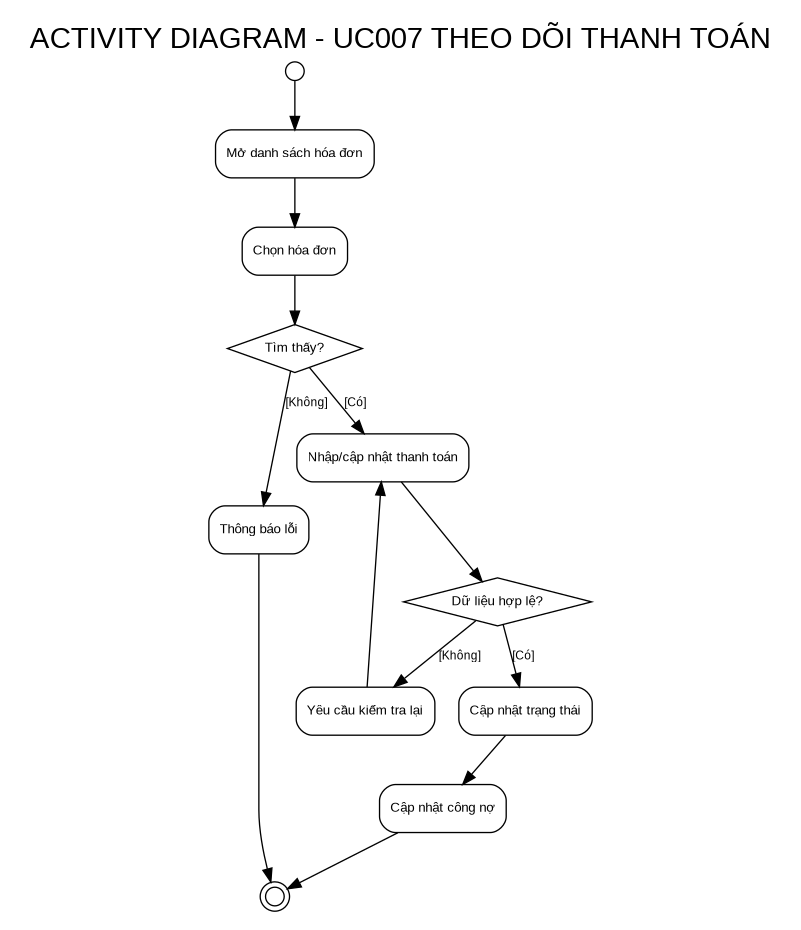 ACTIVITY DIAGRAM - UC007 THEO DÕI THANH TOÁN
Mở danh sách hóa đơn
Chọn hóa đơn
Tìm thấy?
[Không]
[Có]
Nhập/cập nhật thanh toán
Thông báo lỗi
Dữ liệu hợp lệ?
[Không]
[Có]
Yêu cầu kiểm tra lại
Cập nhật trạng thái
Cập nhật công nợ